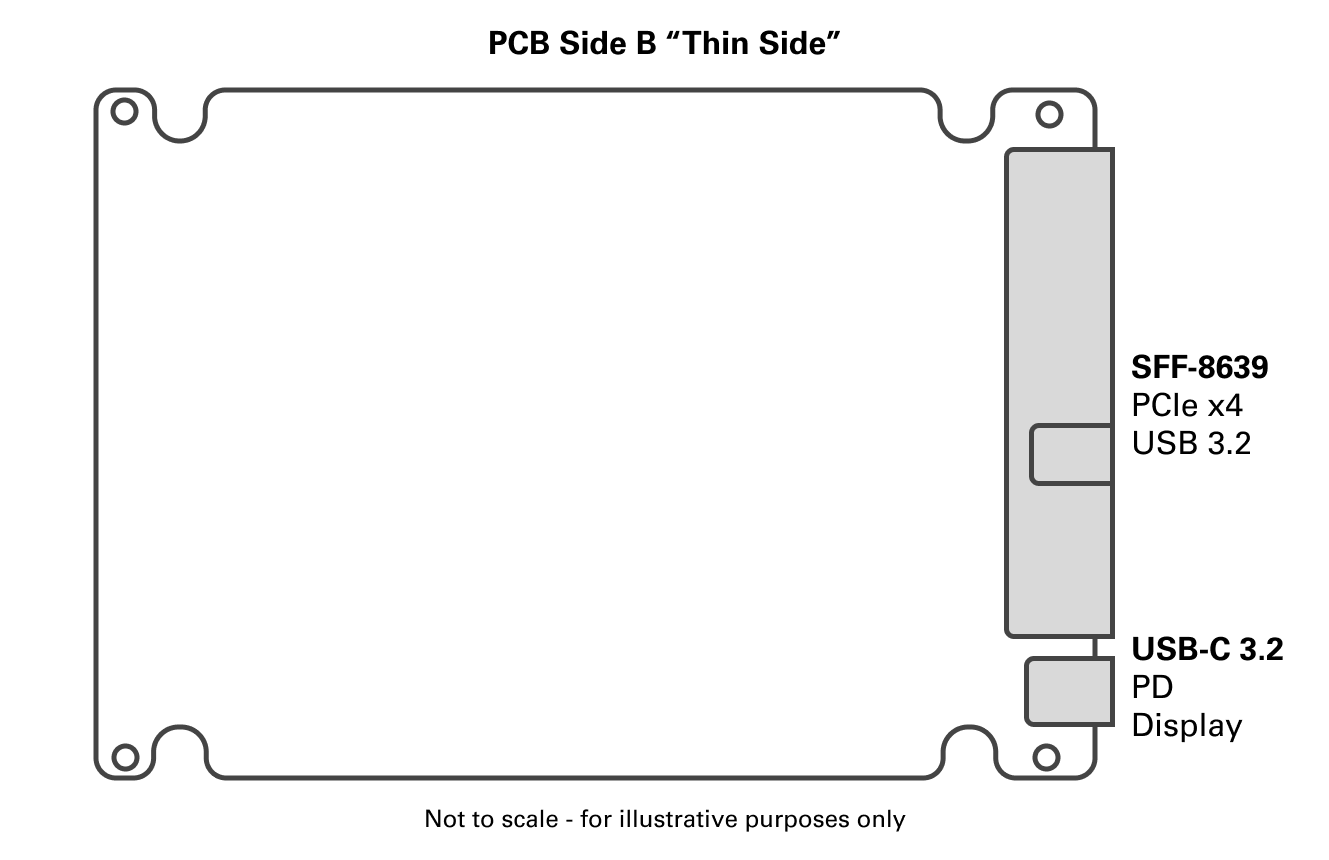 PCB Side B “Thin Side”
SFF-8639
PCIe x4
USB 3.2
USB-C 3.2
PD
Display
Not to scale - for illustrative purposes only